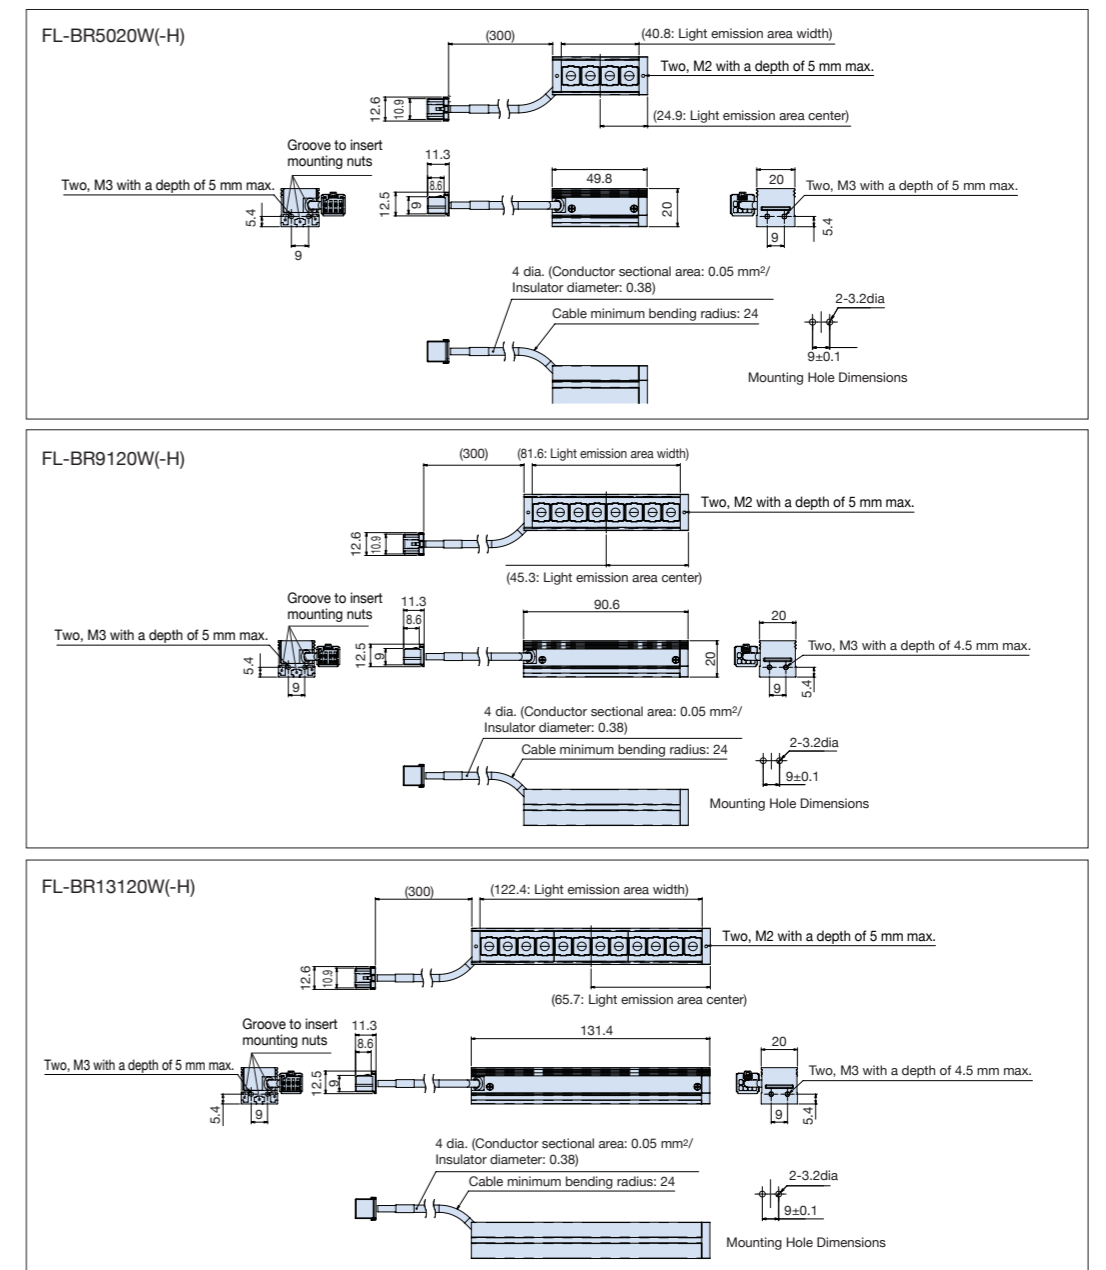 FL-BR5020W(-H)
(300)
(40.8: Light emission area width)
Two, M2 with a depth of 5 mm max.
12.6
10.9
(24.9: Light emission area center)
Groove to insert
mounting nuts
Two, M3 with a depth of 5 mm max.
5.4
9
11.3
8.6
12.5
9
49.8
20
20
Two, M3 with a depth of 5 mm max.
5.4
9
4 dia. (Conductor sectional area: 0.05 mm²/
Insulator diameter: 0.38)
Cable minimum bending radius: 24
2-3.2dia
9±0.1
Mounting Hole Dimensions
FL-BR9120W(-H)
(300)
(81.6: Light emission area width)
Two, M2 with a depth of 5 mm max.
12.6
10.9
(45.3: Light emission area center)
Groove to insert
mounting nuts
Two, M3 with a depth of 5 mm max.
5.4
9
11.3
8.6
12.5
9
90.6
20
20
Two, M3 with a depth of 4.5 mm max.
5.4
9
4 dia. (Conductor sectional area: 0.05 mm²/
Insulator diameter: 0.38)
Cable minimum bending radius: 24
2-3.2dia
9±0.1
Mounting Hole Dimensions
FL-BR13120W(-H)
(300)
(122.4: Light emission area width)
Two, M2 with a depth of 5 mm max.
12.6
10.9
(65.7: Light emission area center)
Groove to insert
mounting nuts
Two, M3 with a depth of 5 mm max.
5.4
9
11.3
8.6
12.5
9
131.4
20
Two, M3 with a depth of 4.5 mm max.
5.4
9
4 dia. (Conductor sectional area: 0.05 mm²/
Insulator diameter: 0.38)
Cable minimum bending radius: 24
2-3.2dia
9±0.1
Mounting Hole Dimensions